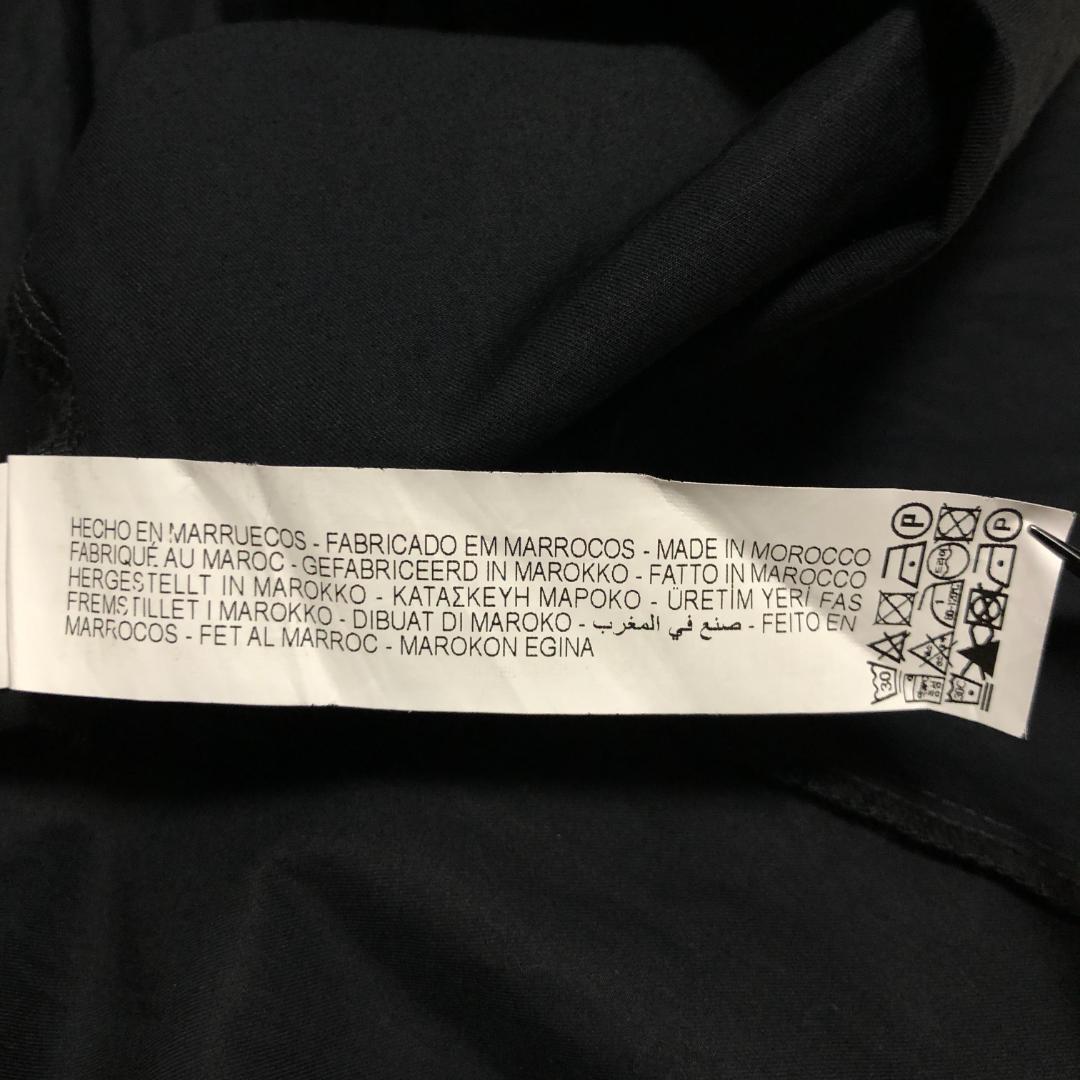 HECHO EN MARRUECOS - FABRICADO EM MARROCOS - MADE IN MOROCCO
FABRIQUÉ AU MAROC - GEFABRICEERD IN MAROKKO - FATTO IN MAROCCO
HERGESTELLT IN MAROKKO - ΚΑΤΑΣΚΕΥΗ ΜΑΡΟΚΟ - ÜRETİM YERİ FAS
FREMSTILLET I MAROKKO - DIBUAT DI MAROKO - صنع في المغرب - FEITO EN
MARROCOS - FET AL MARROC - MAROKON EGINA
P
P
30
30C